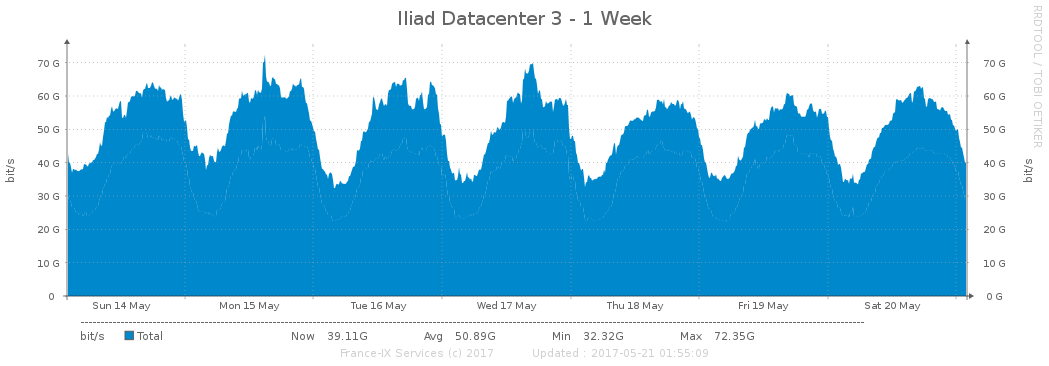 Iliad Datacenter 3 - 1 Week
RRDTOOL / TOBI OETIKER
bit/s
70 G 70 G
60 G 60 G
50 G 50 G
40 G 40 G
30 G 30 G
20 G 20 G
10 G 10 G
0 0 G
bit/s
Sun 14 May Mon 15 May Tue 16 May Wed 17 May Thu 18 May Fri 19 May Sat 20 May
bit/s Total Now 39.11G Avg 50.89G Min 32.32G Max 72.35G
France-IX Services (c) 2017 Updated : 2017-05-21 01:55:09